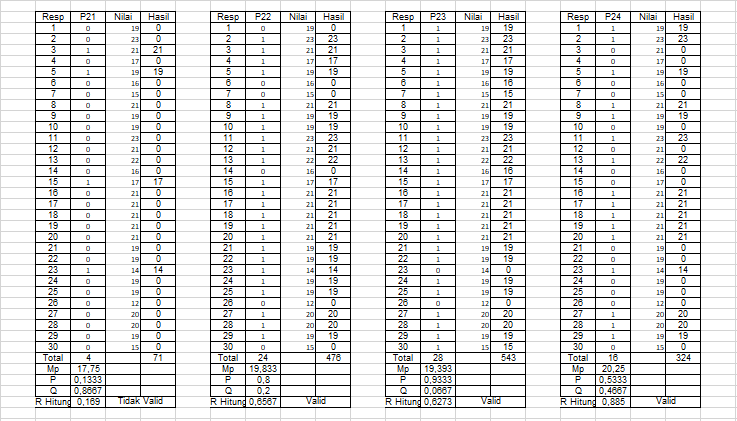 Resp P21 Nilai Hasil Resp P22 Nilai Hasil Resp P23 Nilai Hasil Resp P24 Nilai Hasil
1 0 19 0 1 0 19 0 1 1 19 19 1 1 19 19
2 0 23 0 2 1 23 23 2 1 23 23 2 1 23 23
3 1 21 21 3 1 21 21 3 1 21 21 3 0 21 0
4 0 17 0 4 1 17 17 4 1 17 17 4 0 17 0
5 1 19 19 5 1 19 19 5 1 19 19 5 1 19 19
6 0 16 0 6 0 16 0 6 1 16 16 6 0 16 0
7 0 15 0 7 0 15 0 7 1 15 15 7 0 15 0
8 0 21 0 8 1 21 21 8 1 21 21 8 1 21 21
9 0 19 0 9 1 19 19 9 1 19 19 9 1 19 19
10 0 19 0 10 1 19 19 10 1 19 19 10 0 19 0
11 0 23 0 11 1 23 23 11 1 23 23 11 1 23 23
12 0 21 0 12 1 21 21 12 1 21 21 12 0 21 0
13 0 22 0 13 1 22 22 13 1 22 22 13 1 22 22
14 0 16 0 14 0 16 0 14 1 16 16 14 0 16 0
15 1 17 17 15 1 17 17 15 1 17 17 15 0 17 0
16 0 21 0 16 1 21 21 16 1 21 21 16 1 21 21
17 0 21 0 17 1 21 21 17 1 21 21 17 1 21 21
18 0 21 0 18 1 21 21 18 1 21 21 18 1 21 21
19 0 21 0 19 1 21 21 19 1 21 21 19 1 21 21
20 0 21 0 20 1 21 21 20 1 21 21 20 1 21 21
21 0 19 0 21 1 19 19 21 1 19 19 21 0 19 0
22 0 19 0 22 1 19 19 22 1 19 19 22 0 19 0
23 1 14 14 23 1 14 14 23 0 14 0 23 1 14 14
24 0 19 0 24 1 19 19 24 1 19 19 24 0 19 0
25 0 19 0 25 1 19 19 25 1 19 19 25 0 19 0
26 0 12 0 26 0 12 0 26 0 12 0 26 0 12 0
27 0 20 0 27 1 20 20 27 1 20 20 27 1 20 20
28 0 20 0 28 1 20 20 28 1 20 20 28 1 20 20
29 0 19 0 29 1 19 19 29 1 19 19 29 1 19 19
30 0 15 0 30 0 15 0 30 1 15 15 30 0 15 0
Total 4 71 Total 24 476 Total 28 543 Total 16 324
Mp 17,75 Mp 19,833 Mp 19,393 Mp 20,25
P 0,1333 P 0,8 P 0,9333 P 0,5333
Q 0,8667 Q 0,2 Q 0,0667 Q 0,4667
R Hitung 0,169 Tidak Valid R Hitung 0,6567 Valid R Hitung 0,6273 Valid R Hitung 0,885 Valid